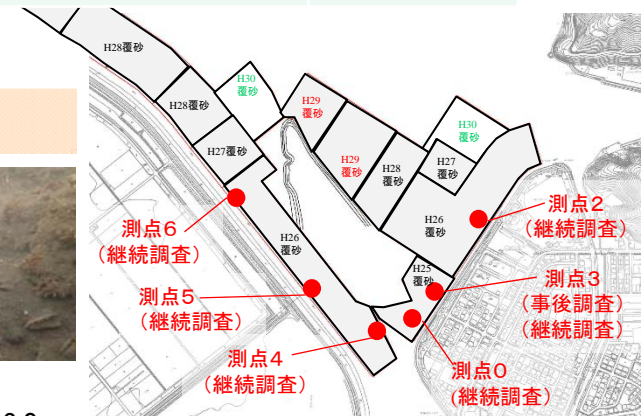 H28覆砂
H30
覆砂
H28覆砂
H29
覆砂
H30
覆砂
H27覆砂
H29
覆砂
H28
覆砂
H27
覆砂
H26
覆砂
H26
覆砂
H25
覆砂
測点6
(継続調査)
測点5
(継続調査)
測点4
(継続調査)
測点2
(継続調査)
測点3
(事後調査)
(継続調査)
測点0
(継続調査)